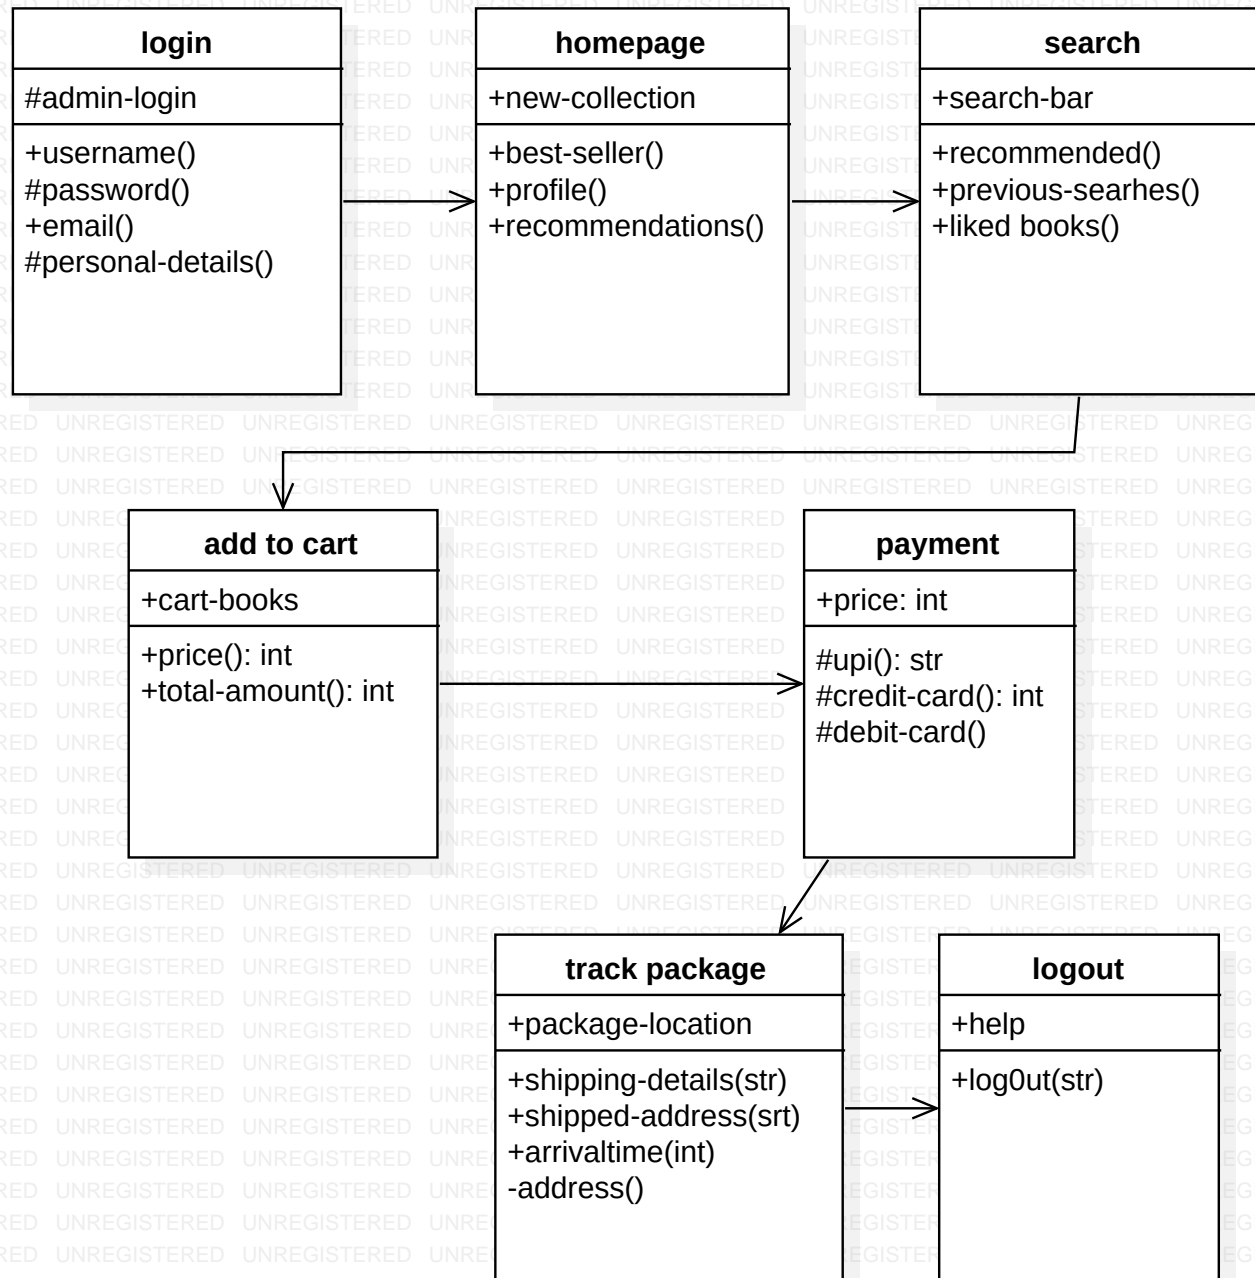 login
#admin-login
+username()
#password()
+email()
#personal-details()
homepage
+new-collection
+best-seller()
+profile()
+recommendations()
search
+search-bar
+recommended()
+previous-searhes()
+liked books()
add to cart
+cart-books
+price(): int
+total-amount(): int
payment
+price: int
#upi(): str
#credit-card(): int
#debit-card()
track package
+package-location
+shipping-details(str)
+shipped-address(srt)
+arrivaltime(int)
-address()
logout
+help
+log0ut(str)
UNREGISTERED